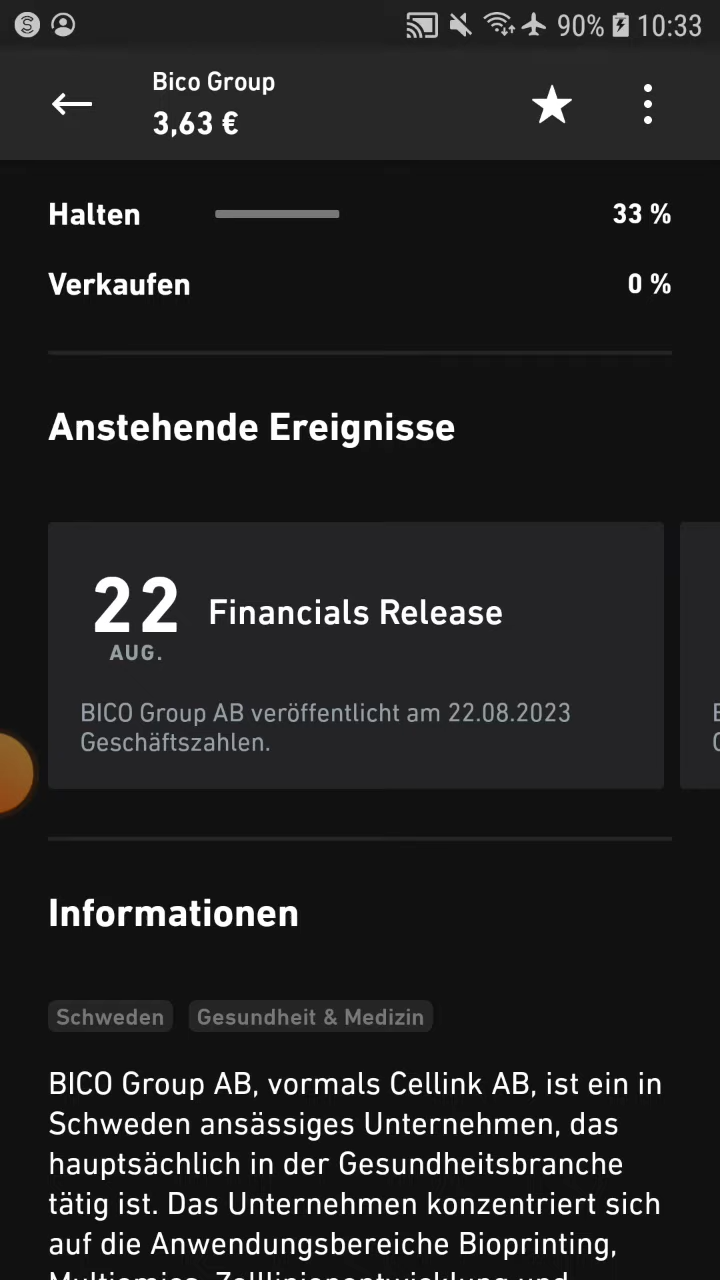 90% 10:33
Bico Group
3,63 €
Halten 33 %
Verkaufen 0 %
Anstehende Ereignisse
22 Financials Release
AUG.
BICO Group AB veröffentlicht am 22.08.2023
Geschäftszahlen.
Informationen
Schweden Gesundheit & Medizin
BICO Group AB, vormals Cellink AB, ist ein in
Schweden ansässiges Unternehmen, das
hauptsächlich in der Gesundheitsbranche
tätig ist. Das Unternehmen konzentriert sich
auf die Anwendungsbereiche Bioprinting,
Multiomics, Zelllinienentwicklung und